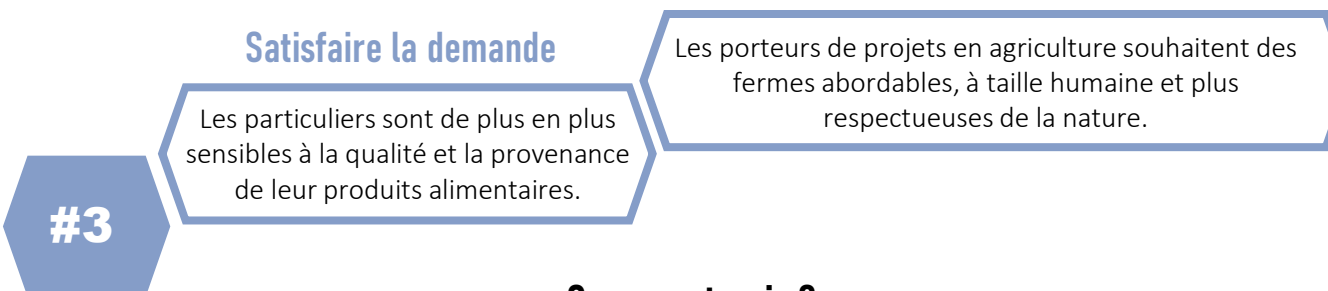 Satisfaire la demande
Les porteurs de projets en agriculture souhaitent des
fermes abordables, à taille humaine et plus
respectueuses de la nature.
Les particuliers sont de plus en plus
sensibles à la qualité et la provenance
de leur produits alimentaires.
#3